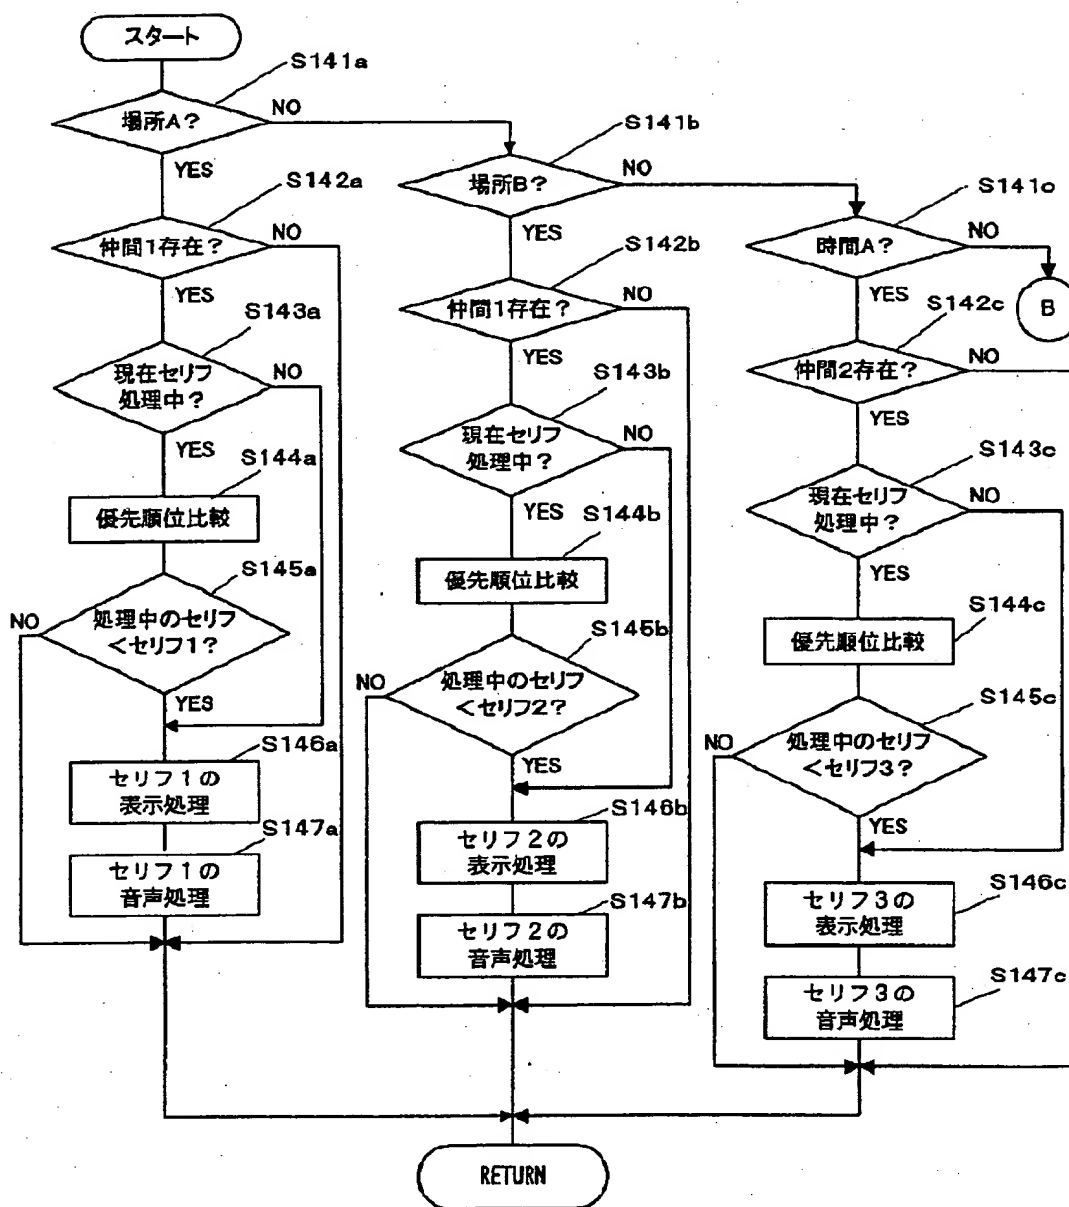 スタート
S141a
場所A?
NO
YES
S142a
仲間1存在?
NO
YES
S143a
現在セリフ
処理中?
NO
YES
S144a
優先順位比較
S145a
処理中のセリフ
<セリフ1?
NO
YES
S146a
セリフ1の
表示処理
S147a
セリフ1の
音声処理
S141b
場所B?
NO
YES
S142b
仲間1存在?
NO
YES
S143b
現在セリフ
処理中?
NO
YES
S144b
優先順位比較
S145b
処理中のセリフ
<セリフ2?
NO
YES
S146b
セリフ2の
表示処理
S147b
セリフ2の
音声処理
S141c
時間A?
NO
B
YES
S142c
仲間2存在?
NO
YES
S143c
現在セリフ
処理中?
NO
YES
S144c
優先順位比較
S145c
処理中のセリフ
<セリフ3?
NO
YES
S146c
セリフ3の
表示処理
S147c
セリフ3の
音声処理
RETURN